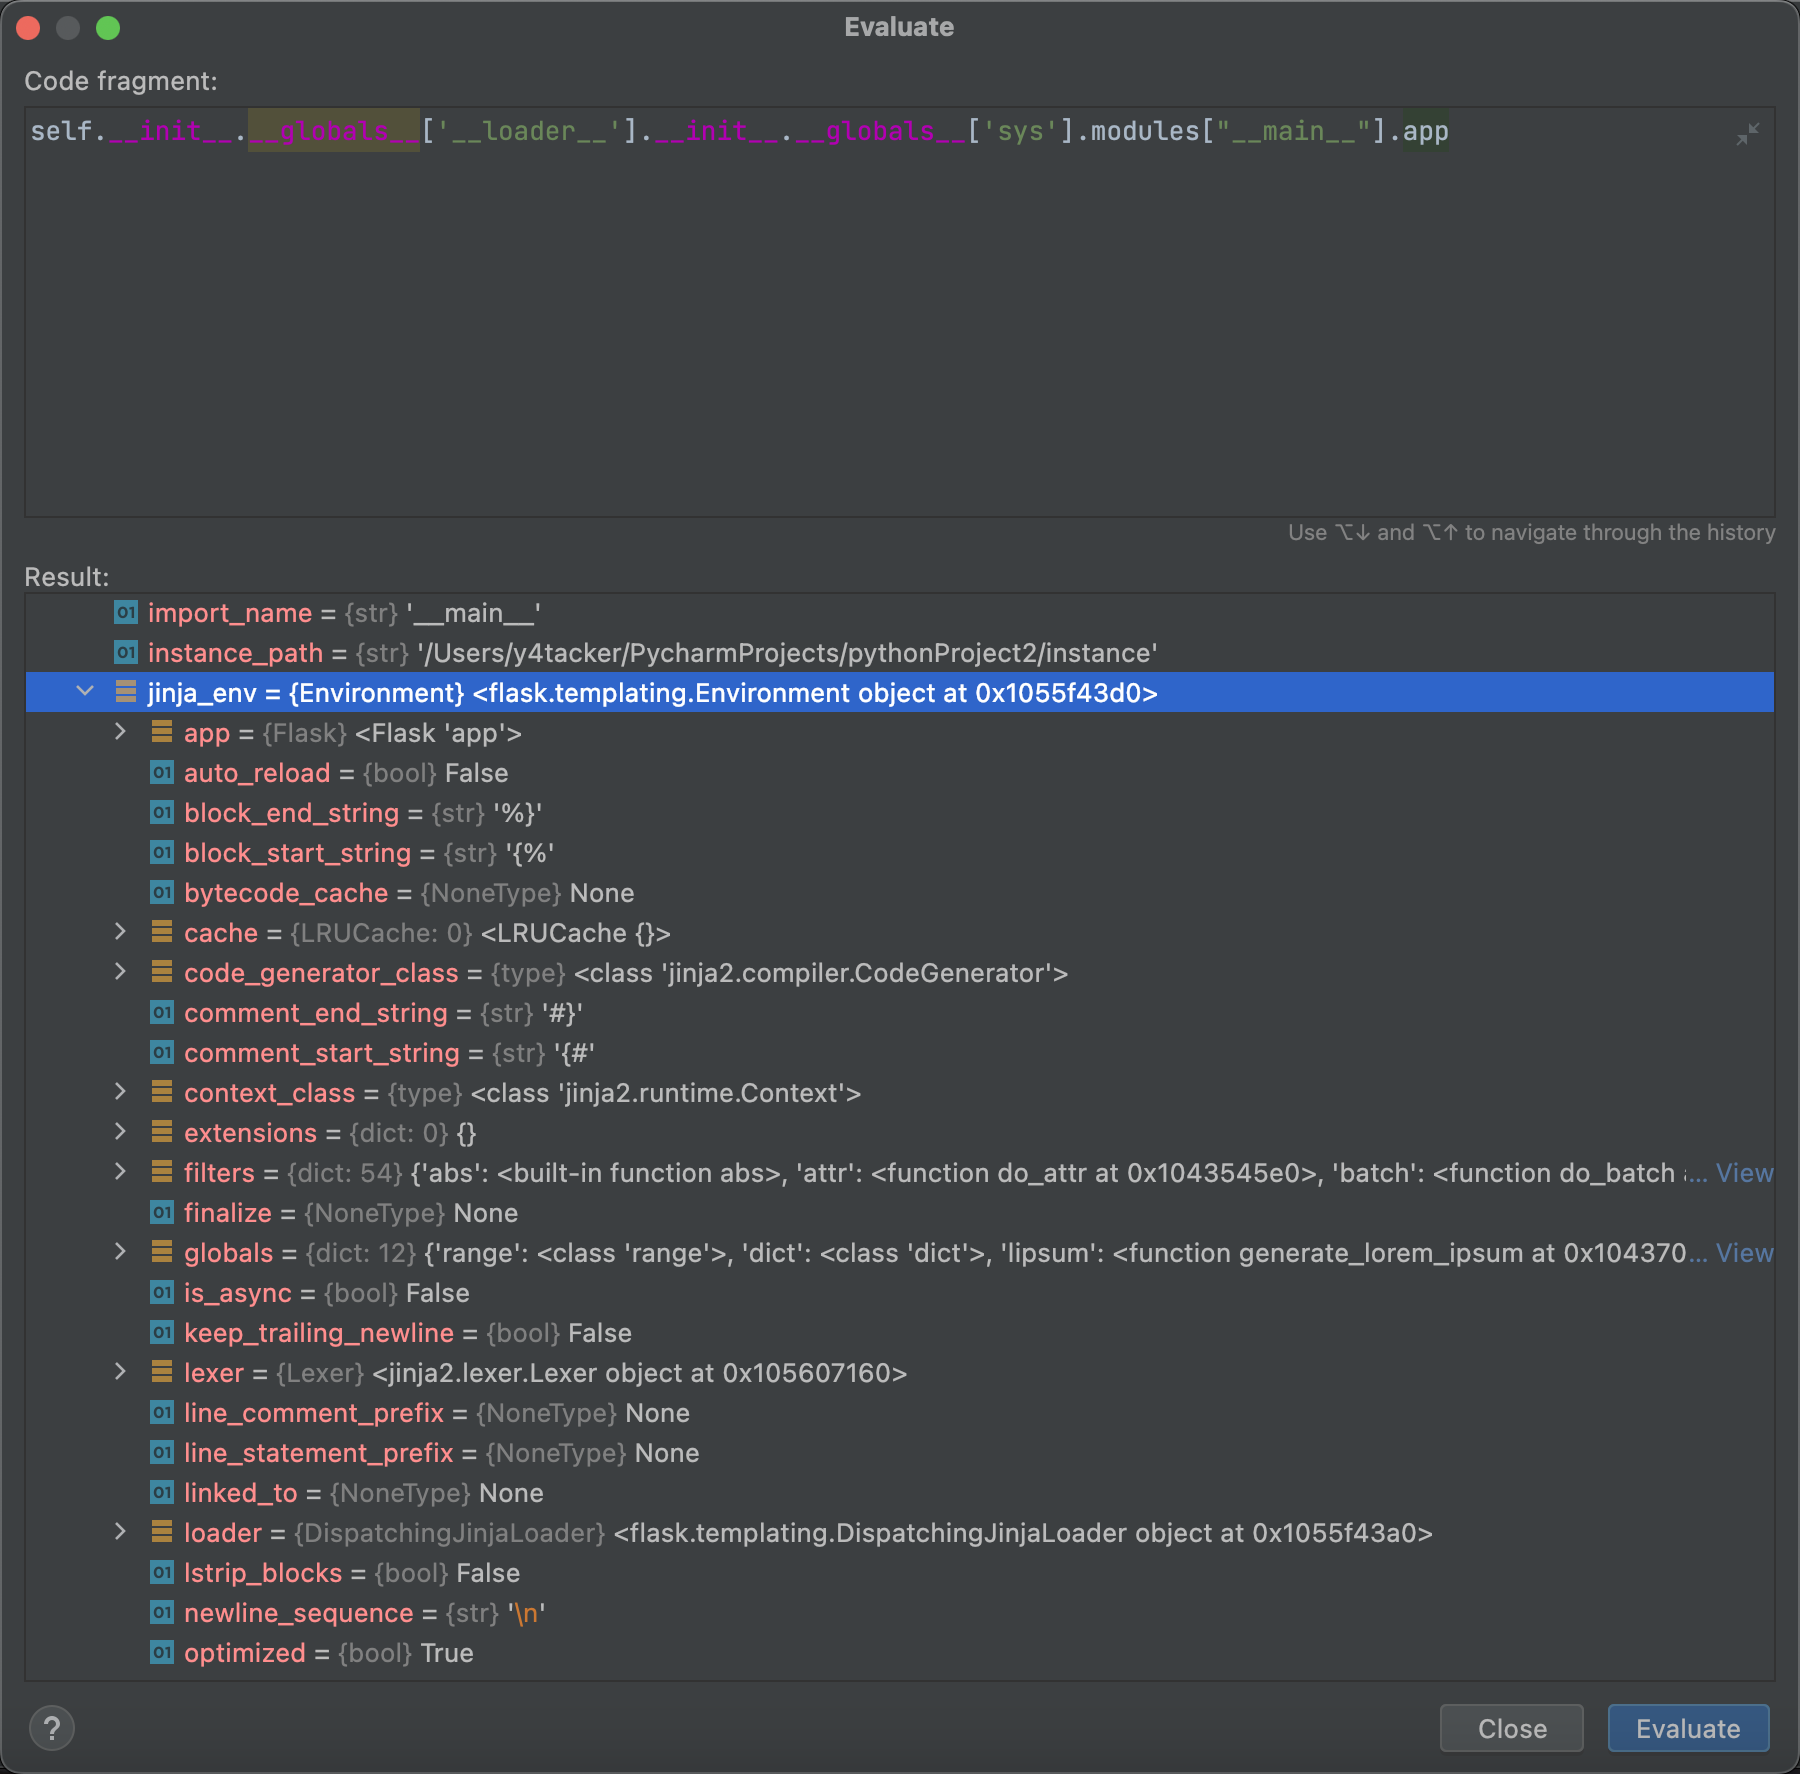 Evaluate
Code fragment:
self.__init__.__globals__['__loader__'].__init__.__globals__['sys'].modules["__main__"].app
Use ⌥↓ and ⌥↑ to navigate through the history
Result:
01 import_name = {str} '__main__'
01 instance_path = {str} '/Users/y4tacker/PycharmProjects/pythonProject2/instance'
jinja_env = {Environment} <flask.templating.Environment object at 0x1055f43d0>
app = {Flask} <Flask 'app'>
01 auto_reload = {bool} False
01 block_end_string = {str} '%}'
01 block_start_string = {str} '{%'
01 bytecode_cache = {NoneType} None
cache = {LRUCache: 0} <LRUCache {}>
code_generator_class = {type} <class 'jinja2.compiler.CodeGenerator'>
01 comment_end_string = {str} '#}'
01 comment_start_string = {str} '{#'
context_class = {type} <class 'jinja2.runtime.Context'>
extensions = {dict: 0} {}
filters = {dict: 54} {'abs': <built-in function abs>, 'attr': <function do_attr at 0x1043545e0>, 'batch': <function do_batch ... View
01 finalize = {NoneType} None
globals = {dict: 12} {'range': <class 'range'>, 'dict': <class 'dict'>, 'lipsum': <function generate_lorem_ipsum at 0x104370... View
01 is_async = {bool} False
01 keep_trailing_newline = {bool} False
lexer = {Lexer} <jinja2.lexer.Lexer object at 0x105607160>
01 line_comment_prefix = {NoneType} None
01 line_statement_prefix = {NoneType} None
01 linked_to = {NoneType} None
loader = {DispatchingJinjaLoader} <flask.templating.DispatchingJinjaLoader object at 0x1055f43a0>
01 lstrip_blocks = {bool} False
01 newline_sequence = {str} '\n'
01 optimized = {bool} True
? Close Evaluate